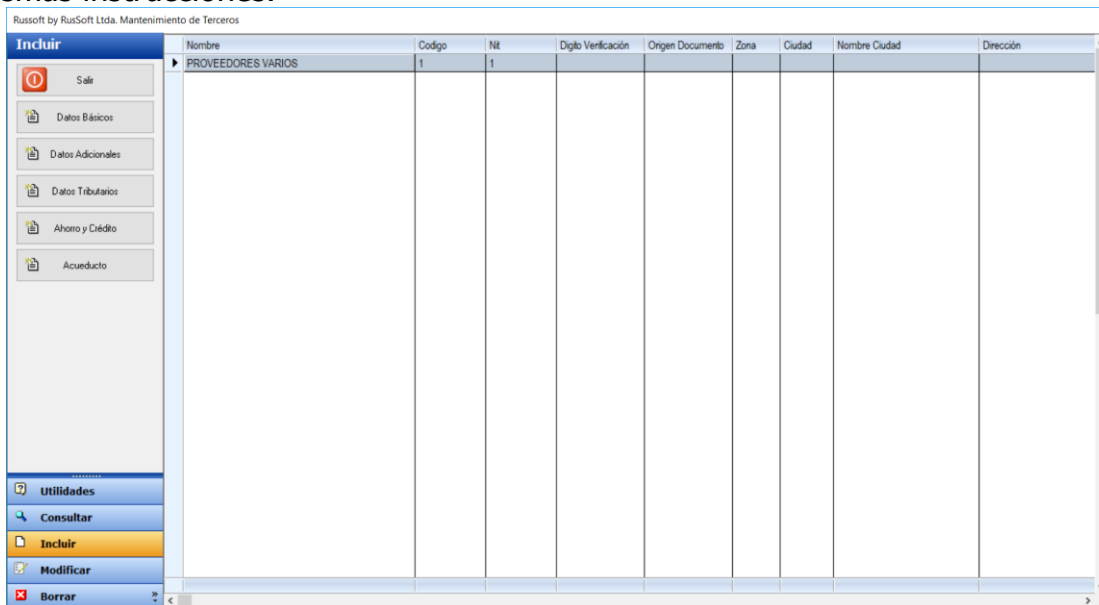 emás instrucciones.
Russoft by RusSoft Ltda. Mantenimiento de Terceros
Incluir
Salir
Datos Básicos
Datos Adicionales
Datos Tributarios
Ahorro y Crédito
Acueducto
Utilidades
Consultar
Incluir
Modificar
Borrar
Nombre Codigo Nit Digito Verificación Origen Documento Zona Ciudad Nombre Ciudad Dirección
PROVEEDORES VARIOS 1 1